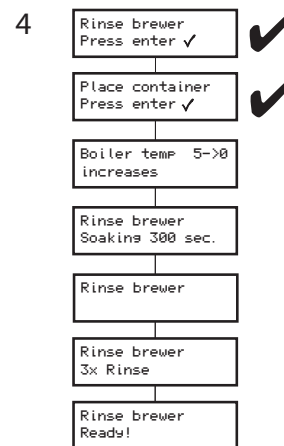 4
Rinse brewer
Press enter ✓
Place container
Press enter ✓
Boiler temp 5->0
increases
Rinse brewer
Soaking 300 sec.
Rinse brewer
Rinse brewer
3x Rinse
Rinse brewer
Ready!